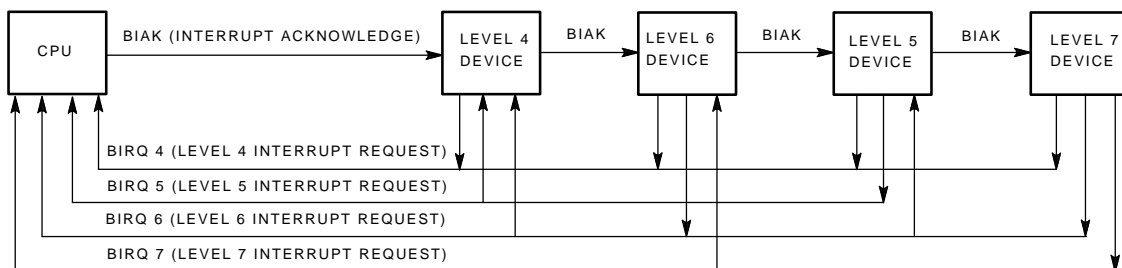 CPU
BIAK (INTERRUPT ACKNOWLEDGE)
LEVEL 4
DEVICE
BIAK
LEVEL 6
DEVICE
BIAK
LEVEL 5
DEVICE
BIAK
LEVEL 7
DEVICE
BIRQ 4 (LEVEL 4 INTERRUPT REQUEST)
BIRQ 5 (LEVEL 5 INTERRUPT REQUEST)
BIRQ 6 (LEVEL 6 INTERRUPT REQUEST)
BIRQ 7 (LEVEL 7 INTERRUPT REQUEST)